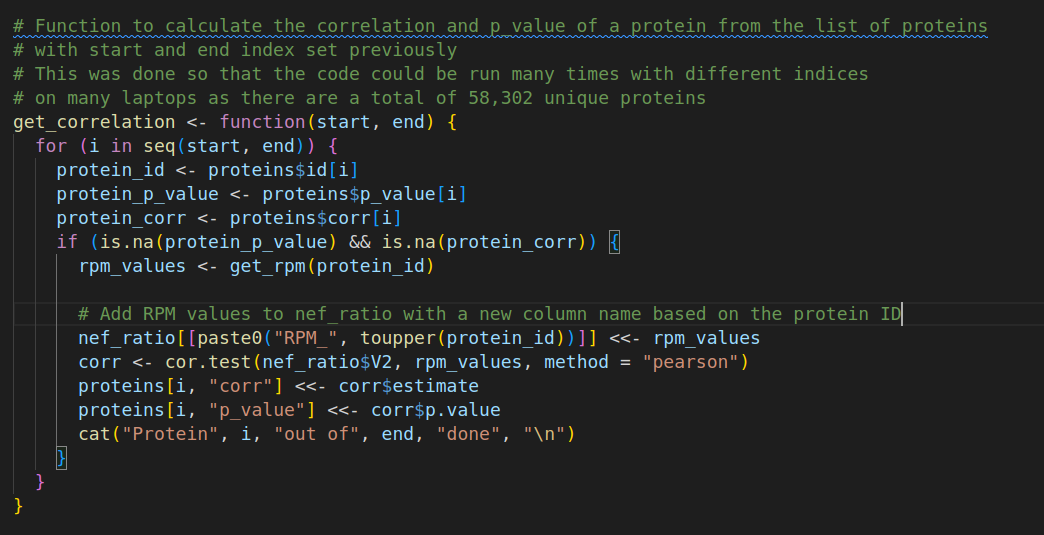 # Function to calculate the correlation and p_value of a protein from the list of proteins
# with start and end index set previously
# This was done so that the code could be run many times with different indices
# on many laptops as there are a total of 58,302 unique proteins
get_correlation <- function(start, end) {
  for (i in seq(start, end)) {
    protein_id <- proteins$id[i]
    protein_p_value <- proteins$p_value[i]
    protein_corr <- proteins$corr[i]
    if (is.na(protein_p_value) && is.na(protein_corr)) {
      rpm_values <- get_rpm(protein_id)

      # Add RPM values to nef_ratio with a new column name based on the protein ID
      nef_ratio[[paste0("RPM_", toupper(protein_id))]] <<- rpm_values
      corr <- cor.test(nef_ratio$V2, rpm_values, method = "pearson")
      proteins[i, "corr"] <<- corr$estimate
      proteins[i, "p_value"] <<- corr$p.value
      cat("Protein", i, "out of", end, "done", "\n")
    }
  }
}